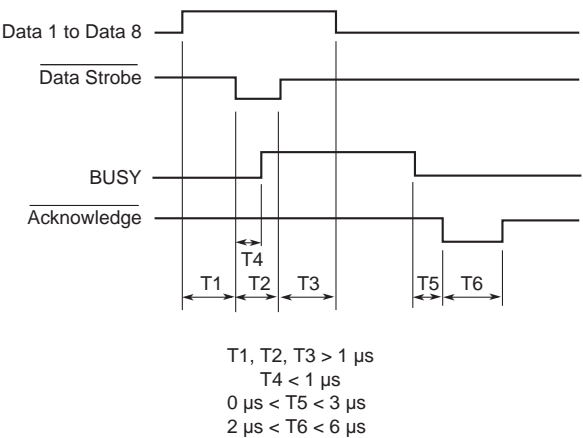 Data 1 to Data 8
Data Strobe
BUSY
Acknowledge
T4
T1 T2 T3 T5 T6
T1, T2, T3 > 1 µs
T4 < 1 µs
0 µs < T5 < 3 µs
2 µs < T6 < 6 µs